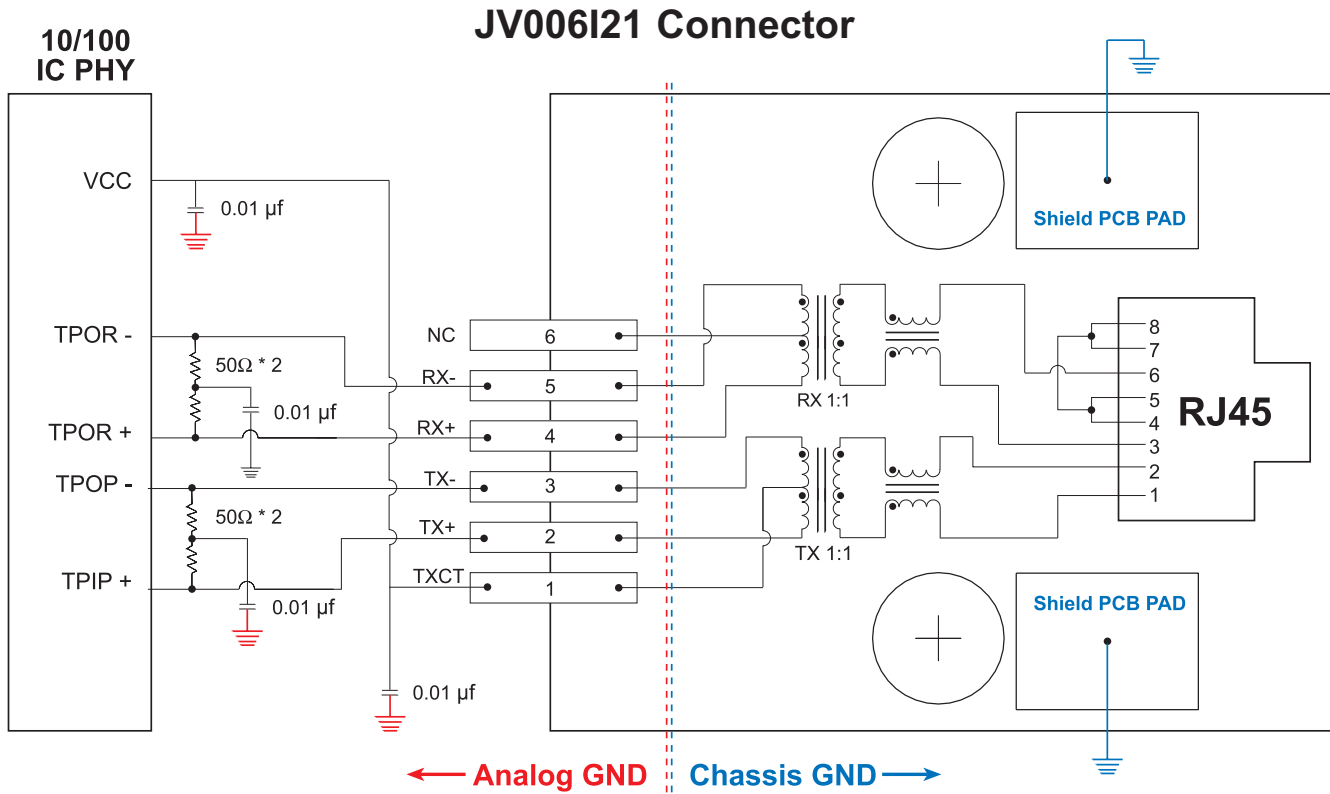 JV006I21 Connector
10/100
IC PHY
VCC
0.01 µf
Shield PCB PAD
TPOR -
50Ω * 2
0.01 µf
TPOR +
TPOP -
50Ω * 2
TPIP +
0.01 µf
0.01 µf
NC
6
RX-
5
RX+
4
TX-
3
TX+
2
TXCT
1
RX 1:1
TX 1:1
8
7
6
5
4
3
2
1
RJ45
Shield PCB PAD
Analog GND
Chassis GND